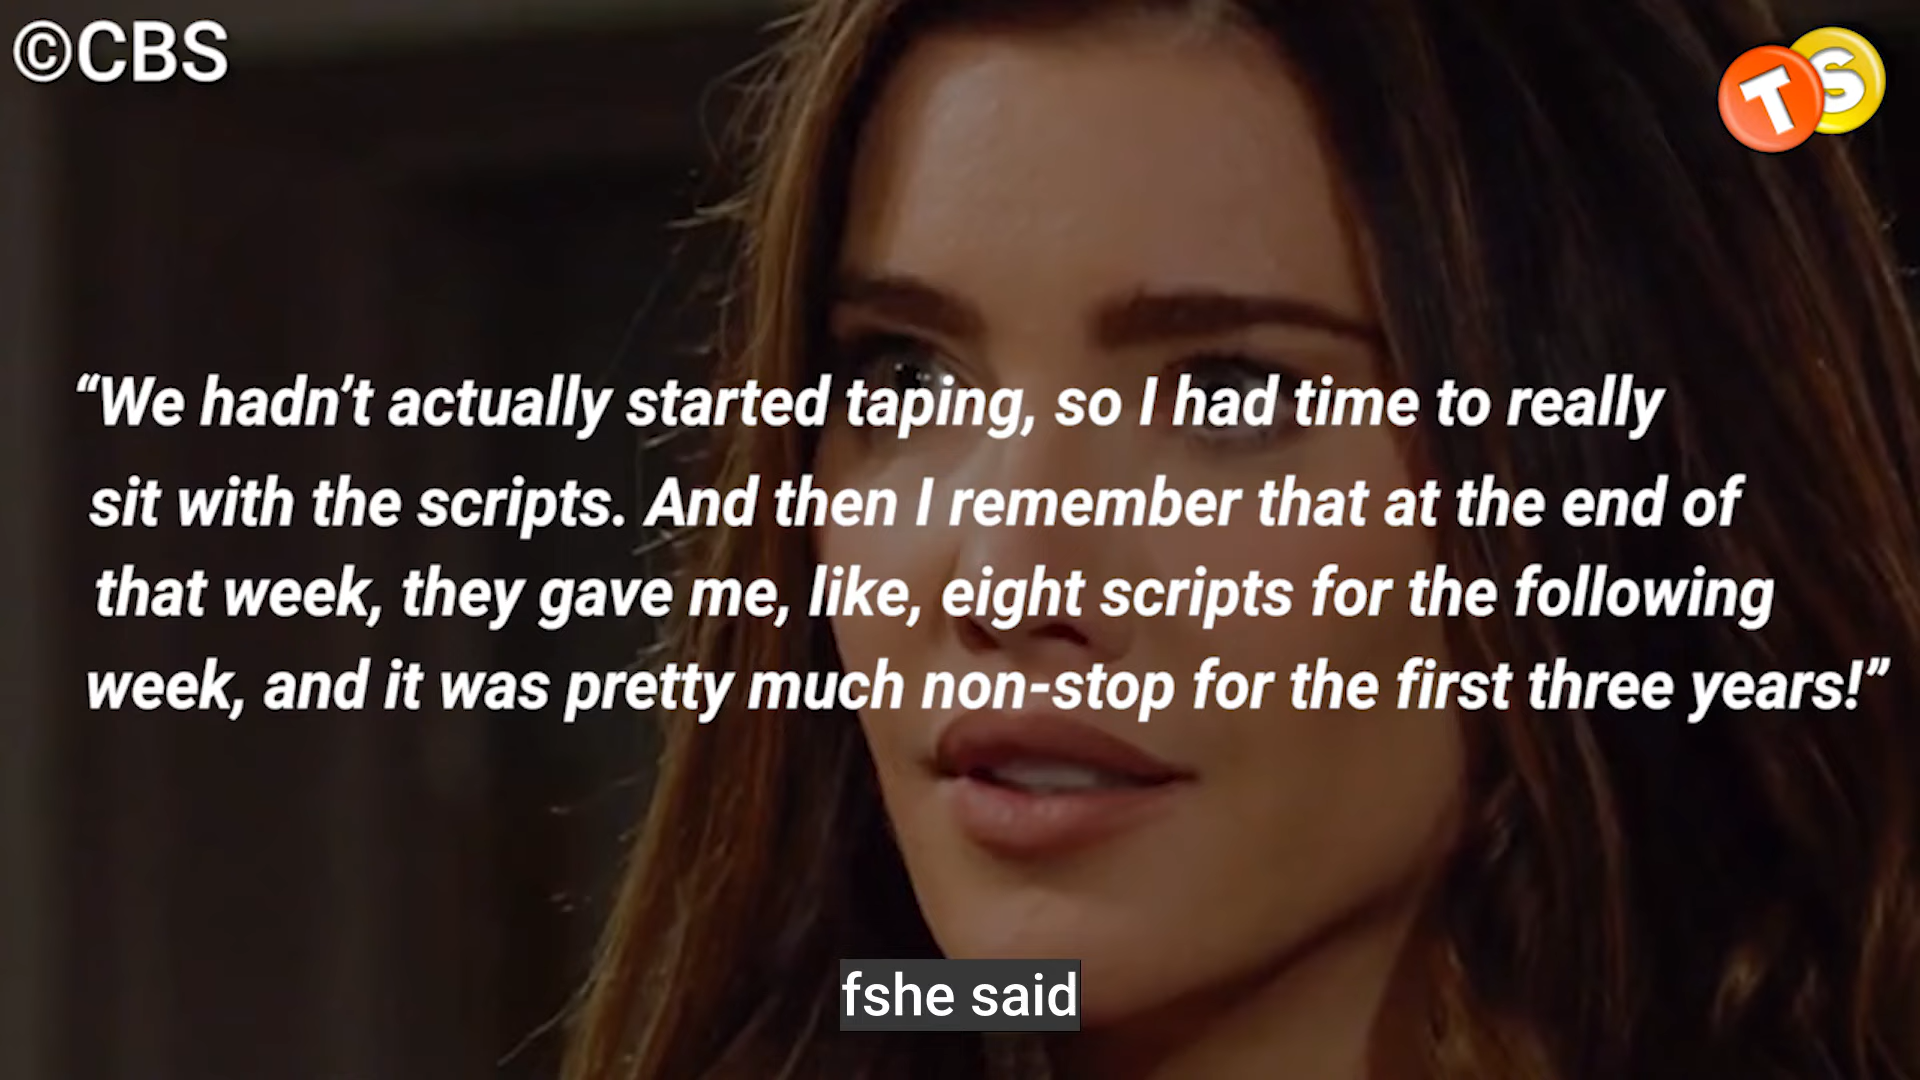 ©CBS
TS
“We hadn’t actually started taping, so I had time to really
sit with the scripts. And then I remember that at the end of
that week, they gave me, like, eight scripts for the following
week, and it was pretty much non-stop for the first three years!”
fshe said